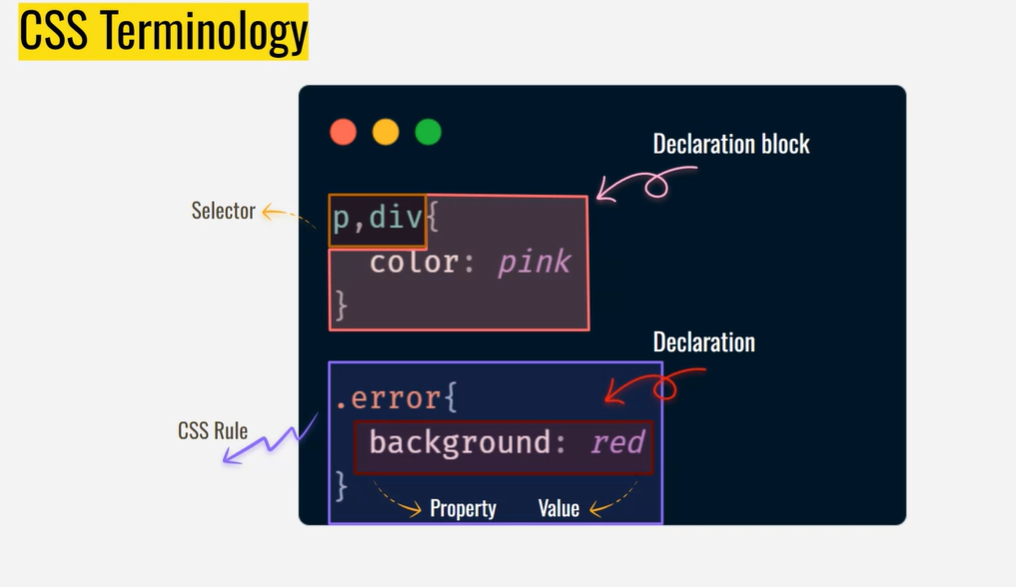 CSS Terminology
Declaration block
Selector
p,div{
color: pink
}
Declaration
.error{
CSS Rule
background: red
}
Property
Value